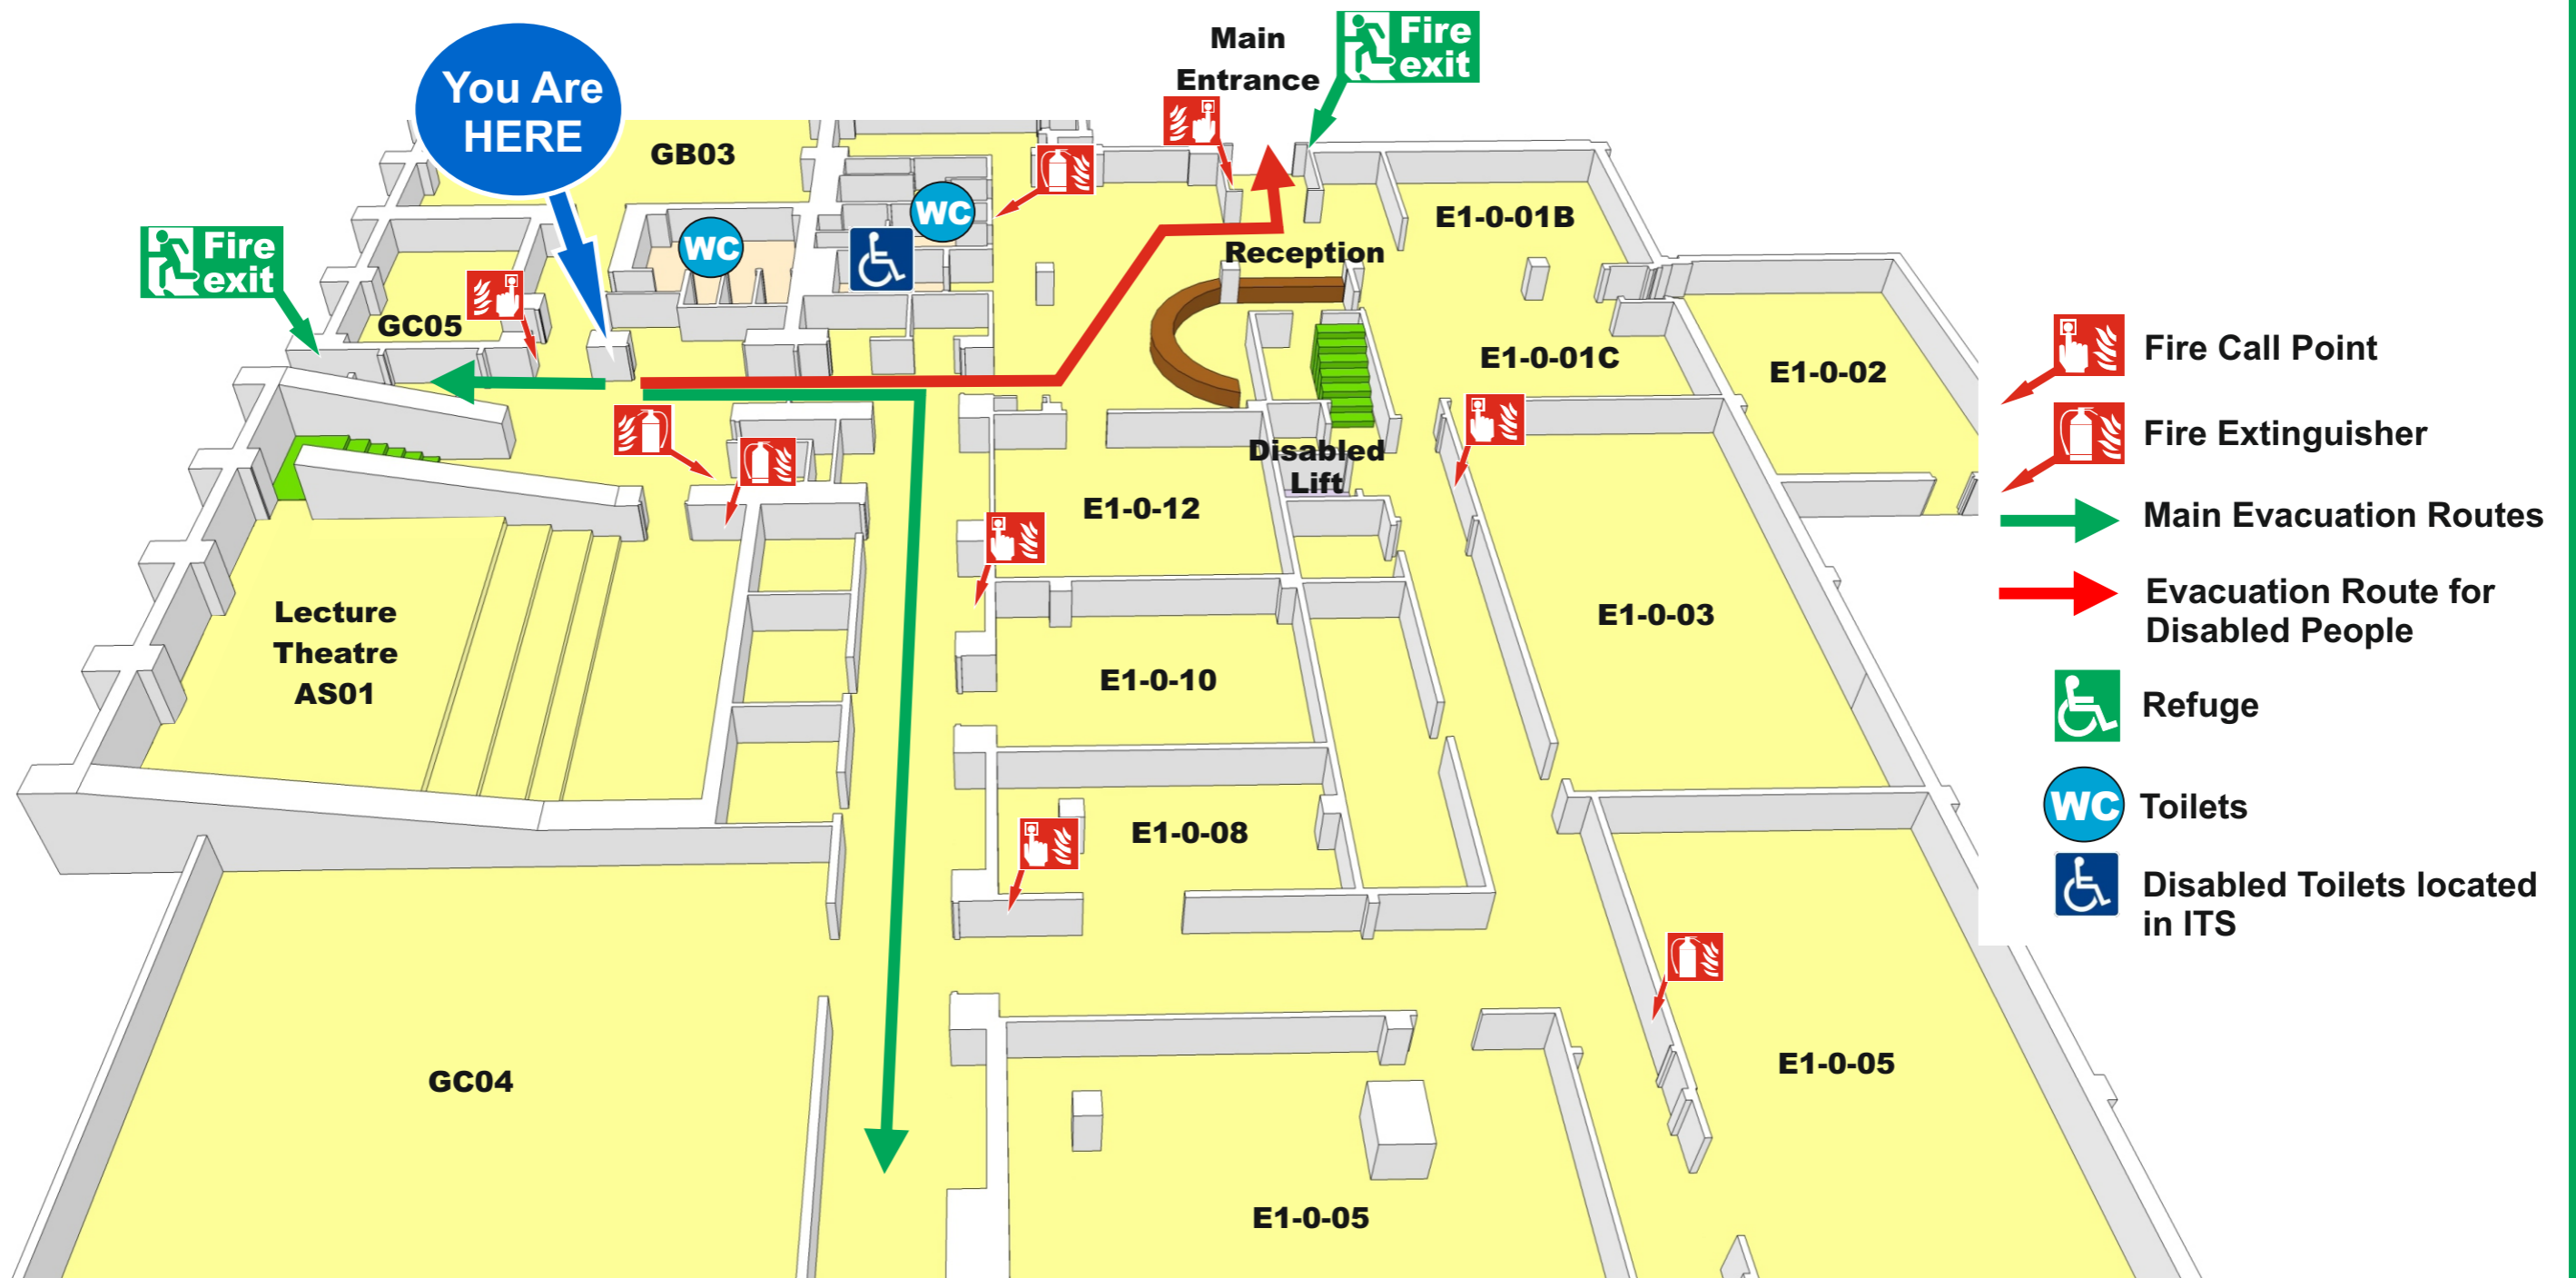 Main
Entrance
Fire
exit
You Are
HERE
GB03
WC
WC
E1-0-01B
Fire
exit
Reception
GC05
E1-0-01C
E1-0-02
Disabled
Lift
E1-0-12
Lecture
Theatre
AS01
E1-0-03
E1-0-10
E1-0-08
GC04
E1-0-05
E1-0-05
Fire Call Point
Fire Extinguisher
Main Evacuation Routes
Evacuation Route for
Disabled People
Refuge
WC Toilets
Disabled Toilets located
in ITS